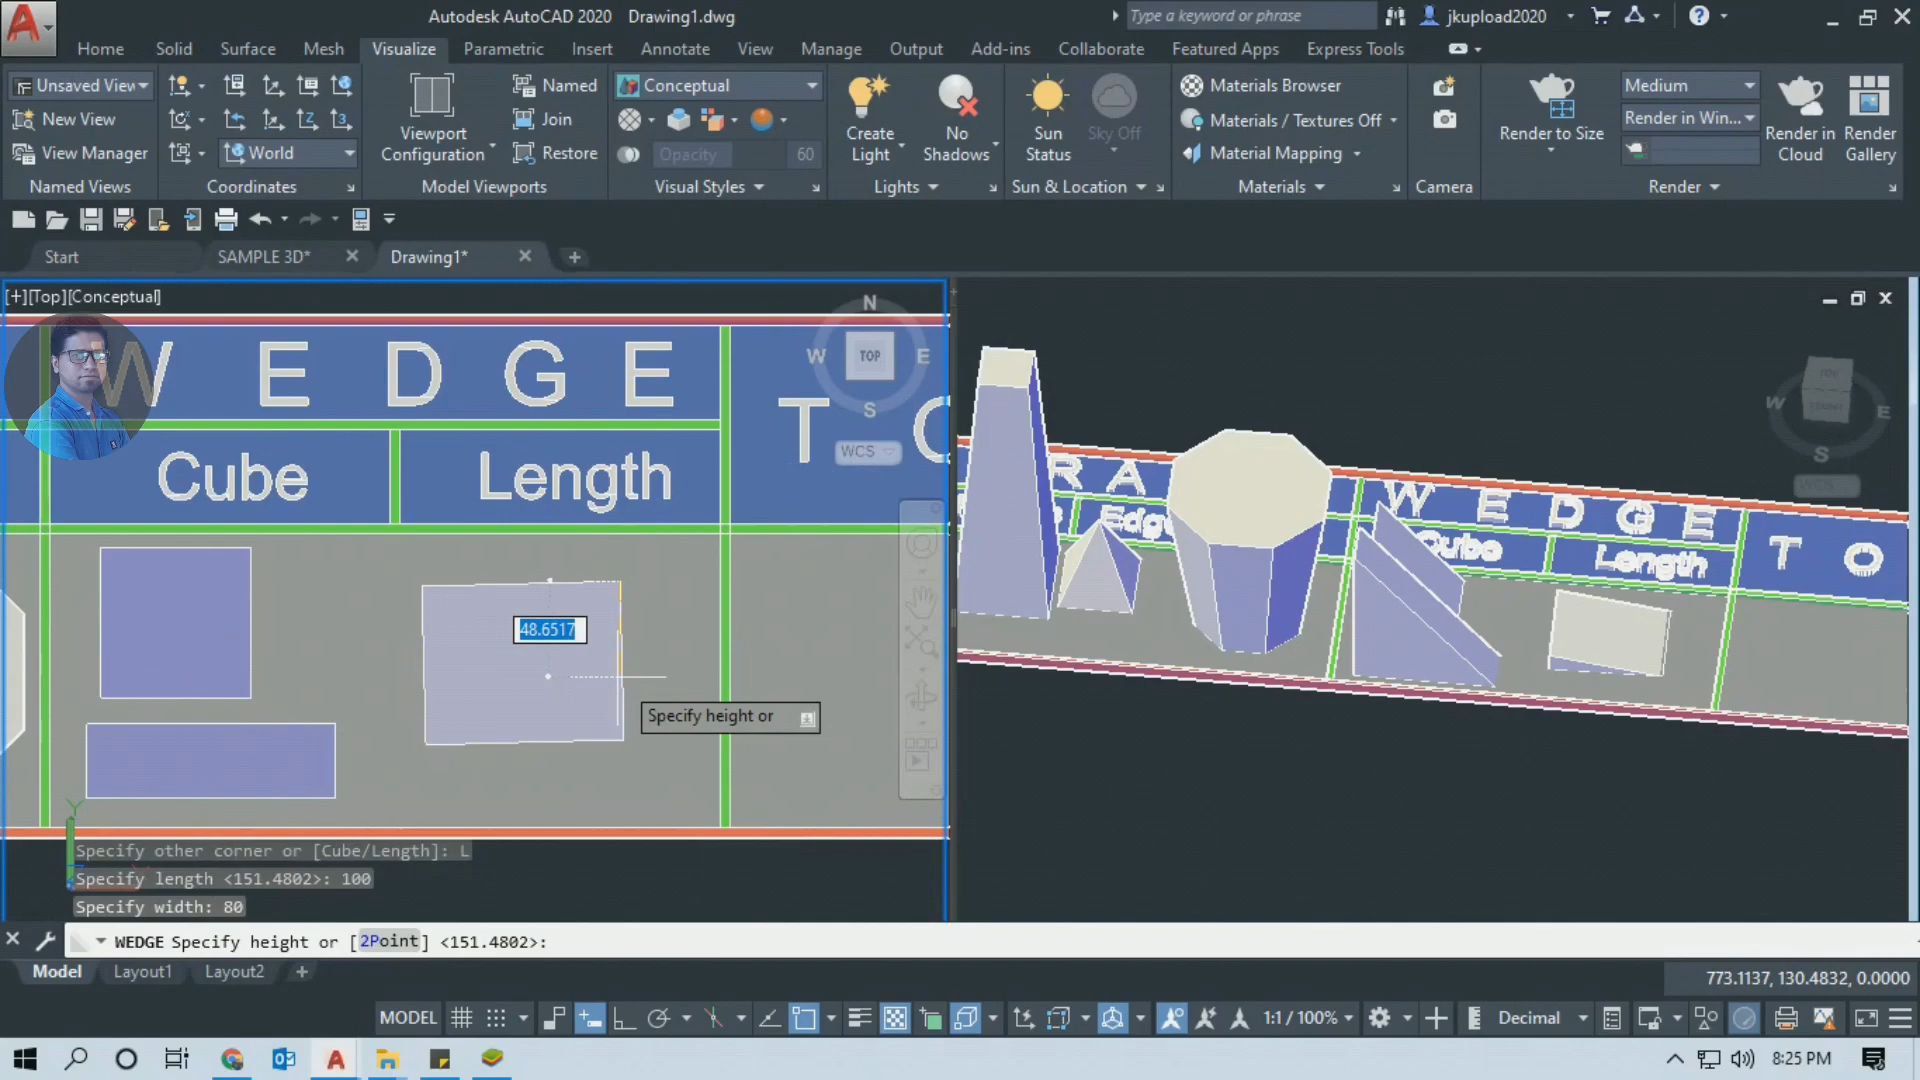 Autodesk AutoCAD 2020 Drawing1.dwg
Type a keyword or phrase
jkupload2020
Home Solid Surface Mesh Visualize Parametric Insert Annotate View Manage Output Add-ins Collaborate Featured Apps Express Tools
Unsaved View
New View
View Manager
Named Views
World
Coordinates
Viewport
Configuration
Named
Join
Restore
Model Viewports
Conceptual
Opacity 60
Visual Styles
Create
Light
No
Shadows
Lights
Sun
Status
Sky Off
Sun & Location
Materials Browser
Materials / Textures Off
Material Mapping
Materials
Camera
Render to Size
Medium
Render in Win...
Render in
Cloud
Render
Gallery
Render
Start SAMPLE 3D* Drawing1*
[+][Top][Conceptual]
W E D G E
Cube Length
T O
N
W TOP E
S
WCS
48.6517
Specify height or
R A
Edge
W E D G E
Cube Length
T O
W E
S
Specify other corner or [Cube/Length]: L
Specify length <151.4802>: 100
Specify width: 80
WEDGE Specify height or [2Point] <151.4802>:
Model Layout1 Layout2
773.1137, 130.4832, 0.0000
MODEL
1:1 / 100%
Decimal
8:25 PM